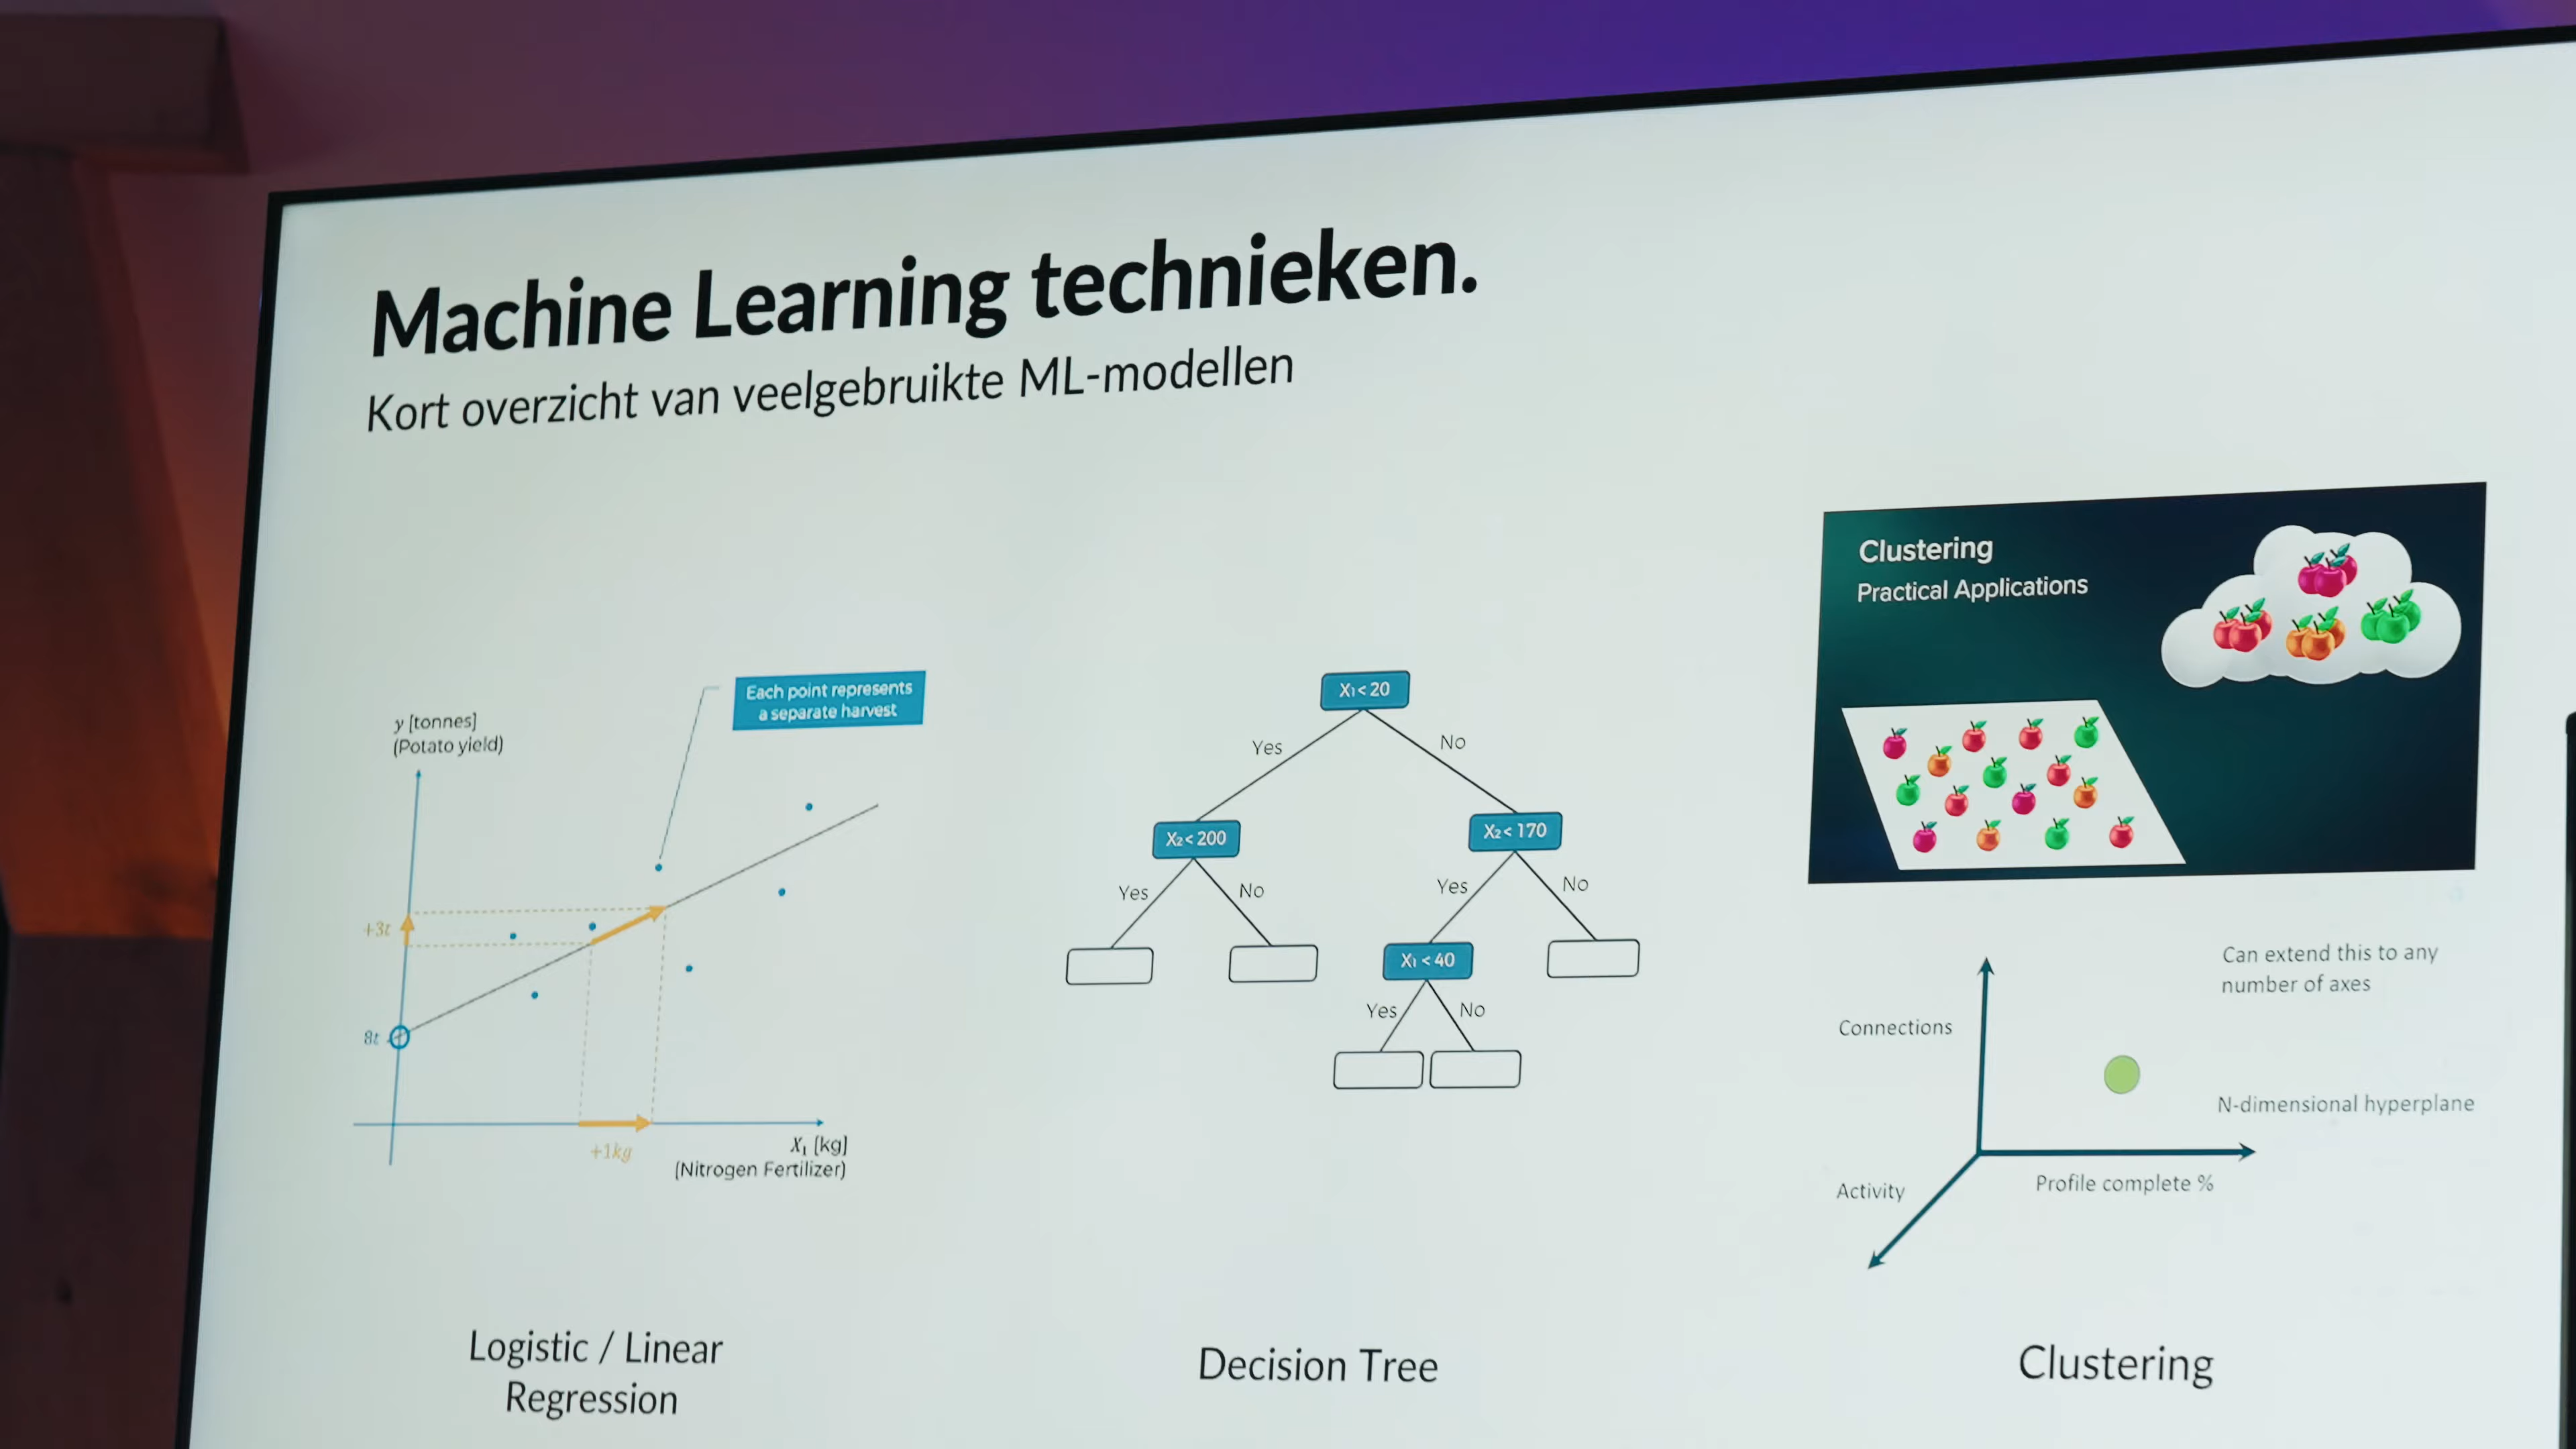 Machine Learning technieken.
Kort overzicht van veelgebruikte ML-modellen
Each point represents
a separate harvest
y [tonnes]
(Potato yield)
+3t
8t
+1kg
X₁ [kg]
(Nitrogen Fertilizer)
Logistic / Linear
Regression
X₁ < 20
Yes
No
X₂ < 200
X₂ < 170
Yes
No
Yes
No
X₁ < 40
Yes
No
Decision Tree
Clustering
Practical Applications
Can extend this to any
number of axes
Connections
N-dimensional hyperplane
Activity
Profile complete %
Clustering